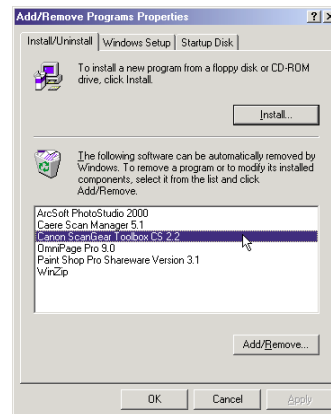 Add/Remove Programs Properties
Install/Uninstall Windows Setup Startup Disk
To install a new program from a floppy disk or CD-ROM
drive, click Install.
Install...
The following software can be automatically removed by
Windows. To remove a program or to modify its installed
components, select it from the list and click
Add/Remove.
ArcSoft PhotoStudio 2000
Caere Scan Manager 5.1
Canon ScanGear Toolbox CS 2.2
OmniPage Pro 9.0
Paint Shop Pro Shareware Version 3.1
WinZip
Add/Remove...
OK Cancel Apply